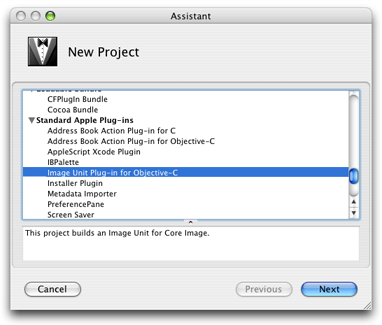 Assistant
New Project
Loadable Bundle
CFPlugIn Bundle
Cocoa Bundle
Standard Apple Plug-ins
Address Book Action Plug-in for C
Address Book Action Plug-in for Objective-C
AppleScript Xcode Plugin
IBPalette
Image Unit Plug-in for Objective-C
Installer Plugin
Metadata Importer
PreferencePane
Screen Saver
This project builds an Image Unit for Core Image.
Cancel
Previous
Next